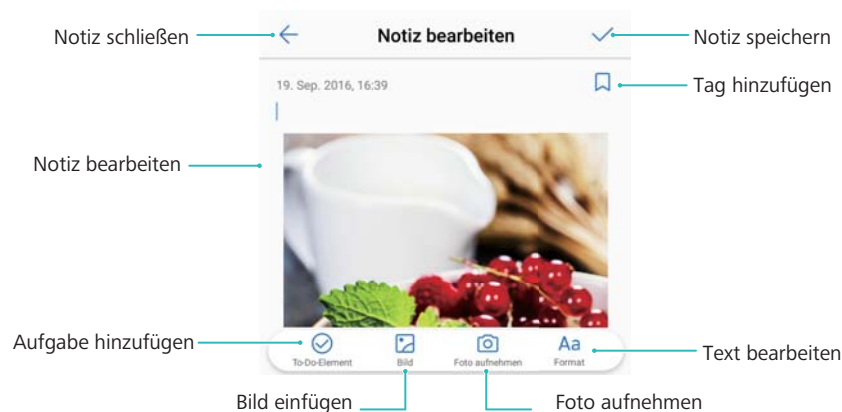 Notiz schließen
Notiz bearbeiten
Notiz speichern
19. Sep. 2016, 16:39
Tag hinzufügen
Notiz bearbeiten
Aufgabe hinzufügen
To-Do-Element
Bild
Foto aufnehmen
Aa
Format
Text bearbeiten
Bild einfügen
Foto aufnehmen